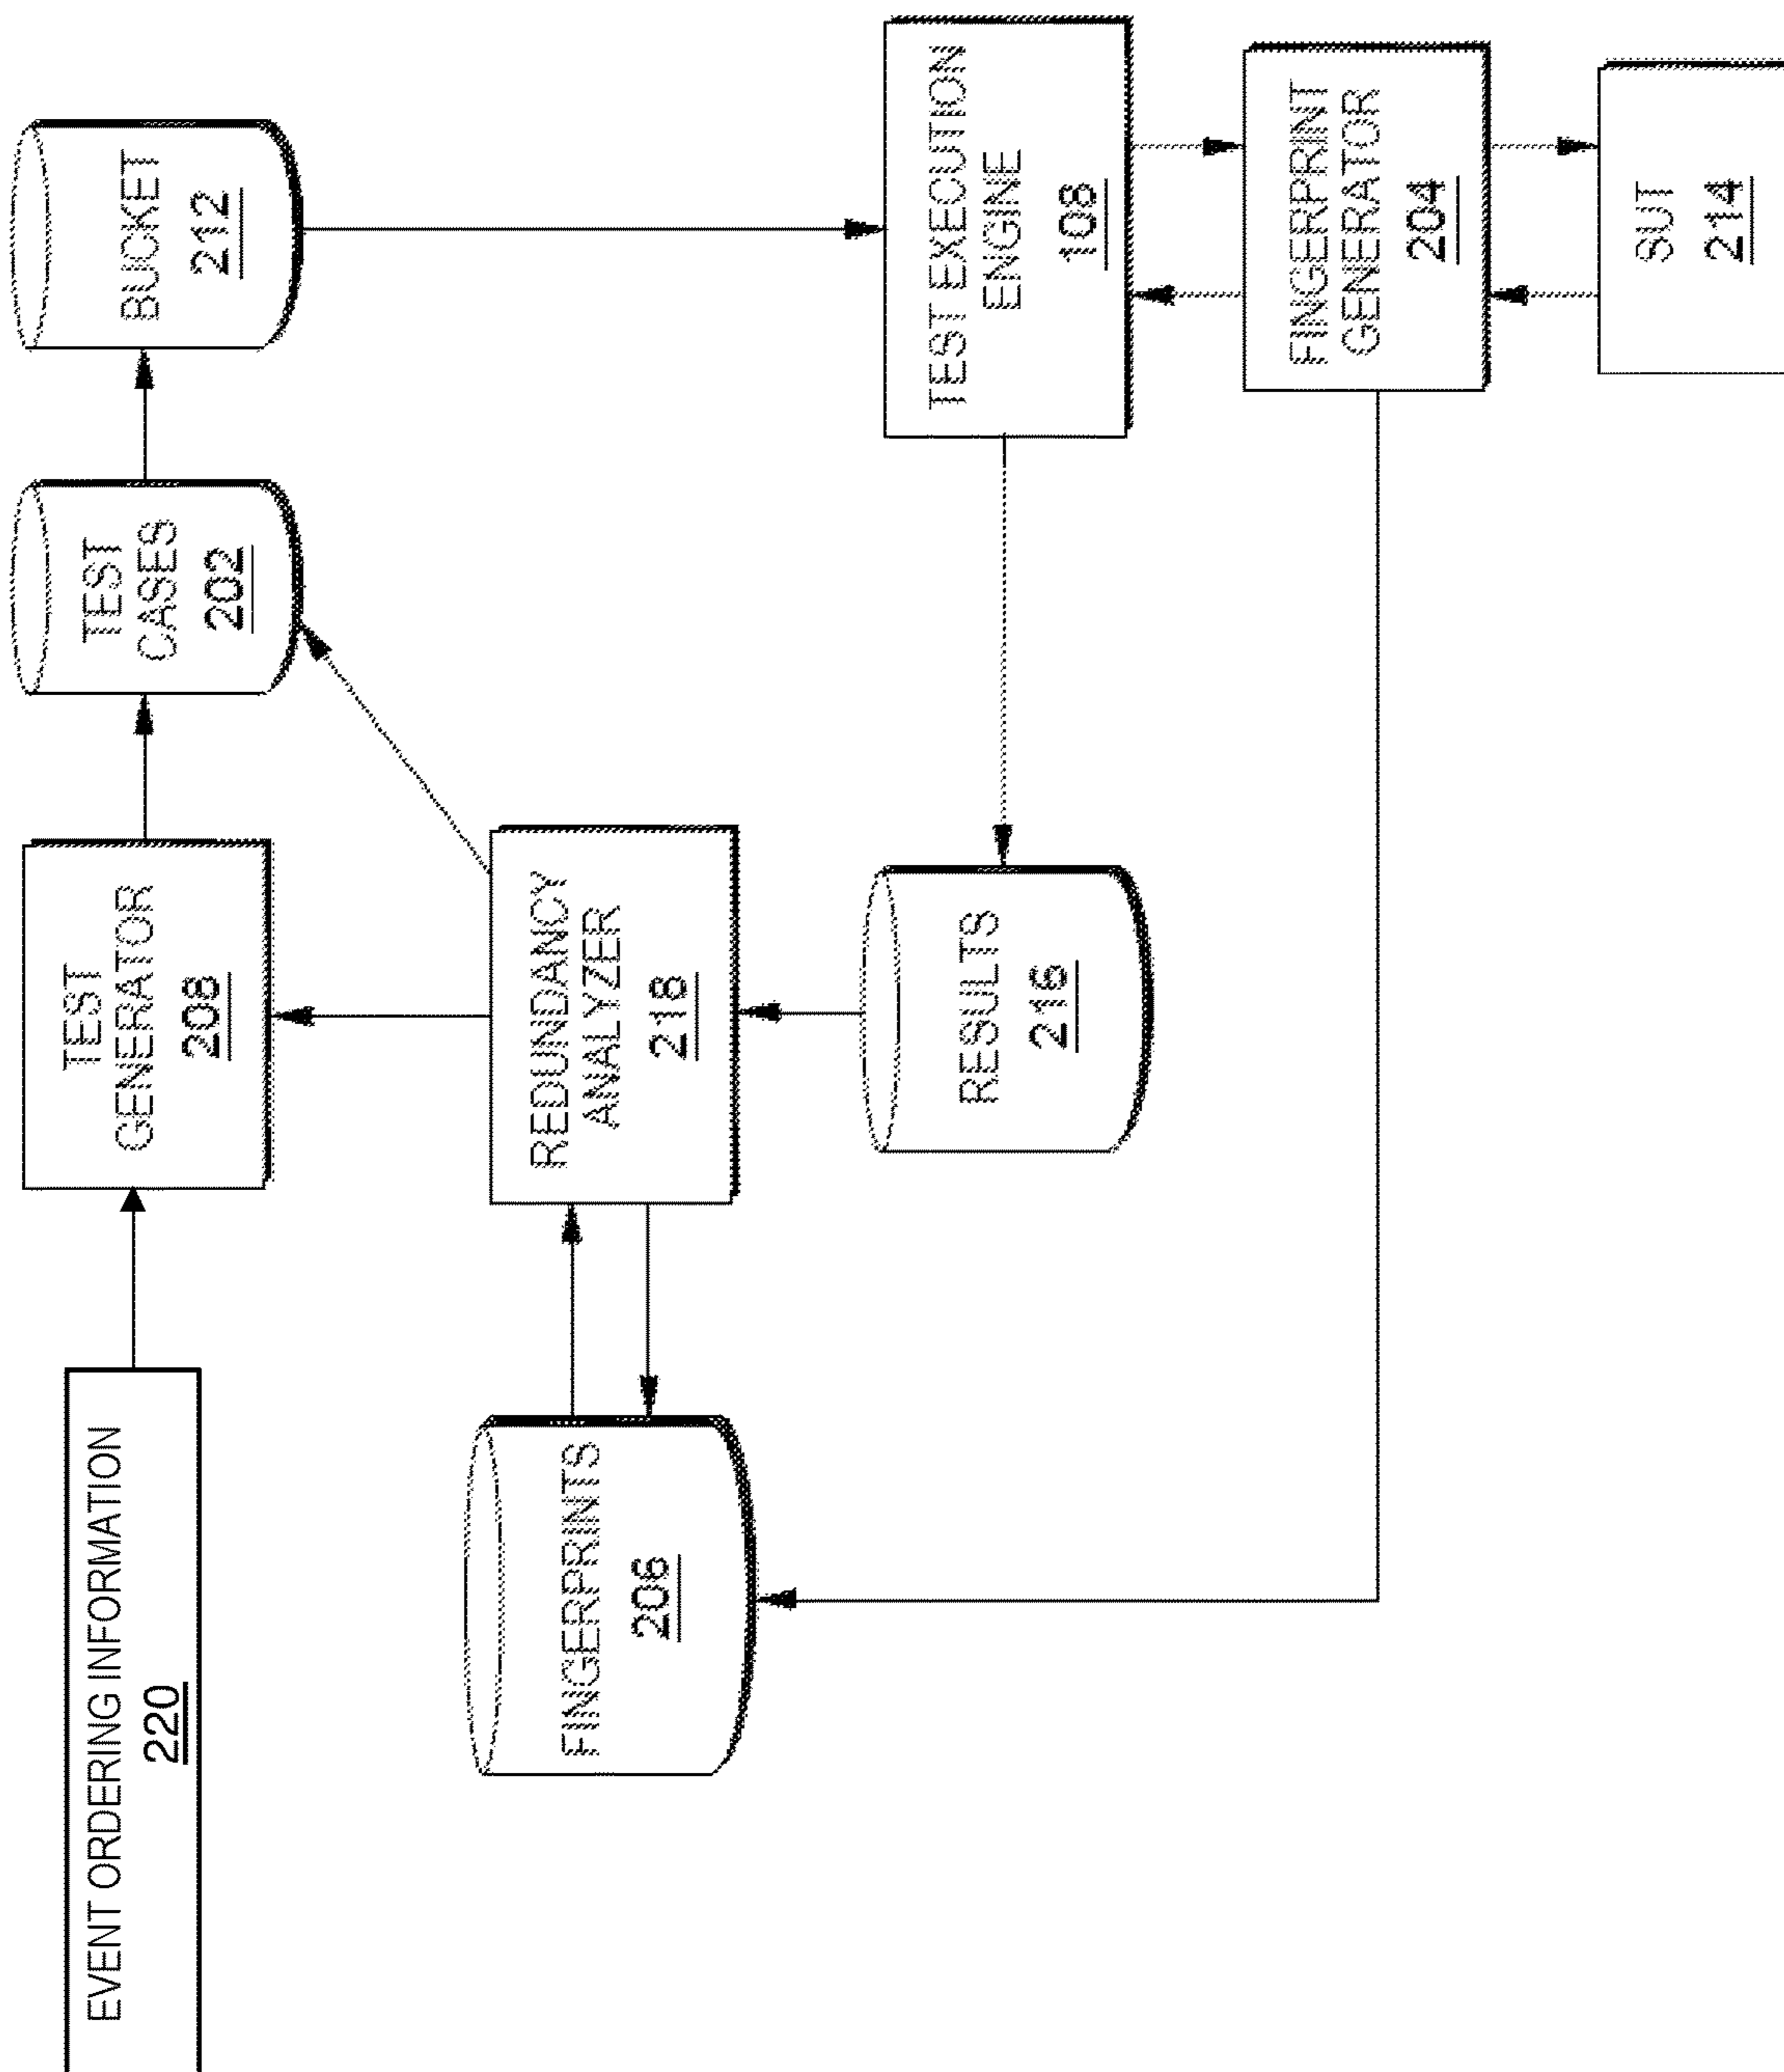 EVENT ORDERING INFORMATION
220
TEST
GENERATOR
208
TEST
CASES
202
BUCKET
212
FINGERPRINTS
206
REDUNDANCY
ANALYZER
218
RESULTS
216
TEST EXECUTION
ENGINE
108
FINGERPRINT
GENERATOR
204
SUT
214